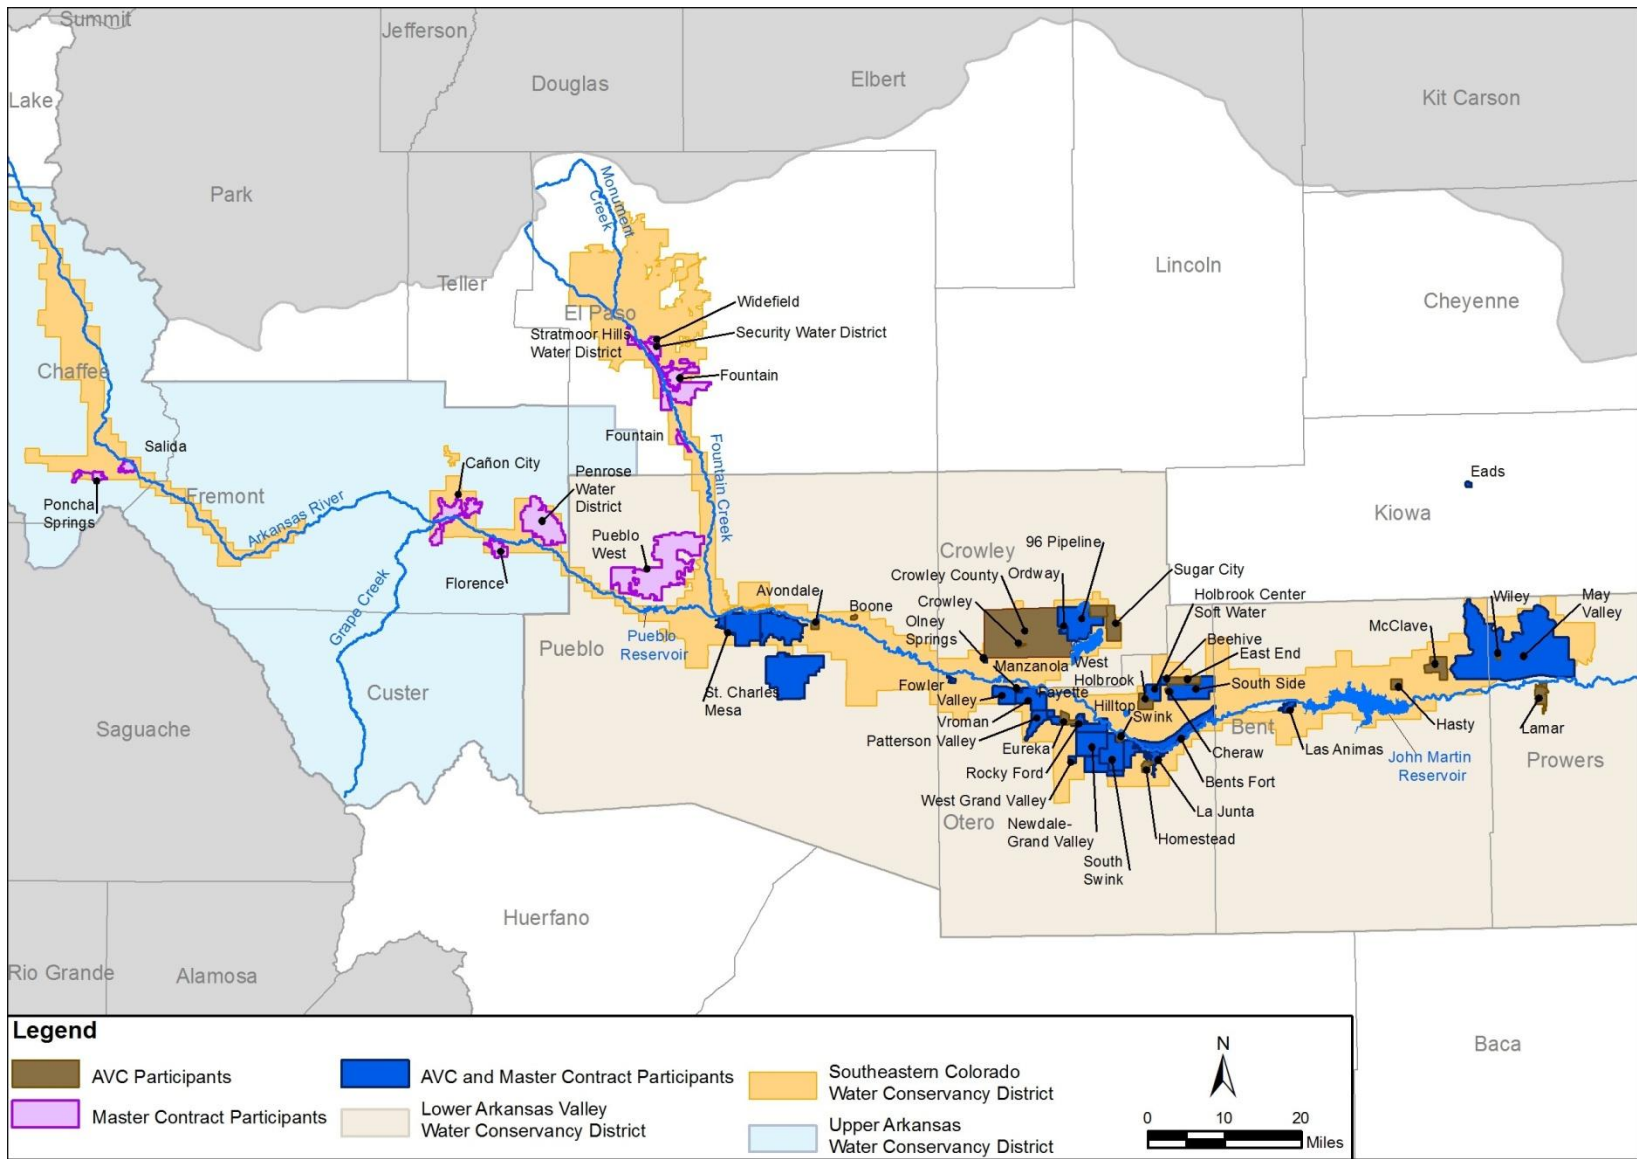 Summit
Jefferson
Lake
Douglas
Elbert
Kit Carson
Park
Monument
Creek
Teller
Lincoln
Cheyenne
El Paso
Widefield
Security Water District
Stratmoor Hills
Water District
Fountain
Chaffee
Salida
Fountain
Fountain Creek
Cañon City
Penrose
Water
District
Eads
Poncha
Springs
Fremont
Arkansas River
Kiowa
Pueblo
West
Crowley
96 Pipeline
Crowley County
Ordway
Sugar City
Florence
Grape Creek
Avondale
Boone
Crowley
Olney
Springs
Holbrook Center
Soft Water
Wiley
May
Valley
Beehive
McClave
East End
Pueblo
Pueblo
Reservoir
Manzanola
West
Holbrook
Custer
St. Charles
Mesa
Fowler
Valley
Fayette
Hilltop
South Side
Vroman
Swink
Bent
Patterson Valley
Las Animas
Hasty
Lamar
Saguache
Eureka
Cheraw
John Martin
Reservoir
Prowers
Rocky Ford
Bents Fort
West Grand Valley
La Junta
Otero
Newdale-
Grand Valley
Homestead
South
Swink
Huerfano
Rio Grande
Alamosa
Baca
Legend
AVC Participants
Master Contract Participants
AVC and Master Contract Participants
Lower Arkansas Valley
Water Conservancy District
Southeastern Colorado
Water Conservancy District
Upper Arkansas
Water Conservancy District
N
0 10 20
Miles